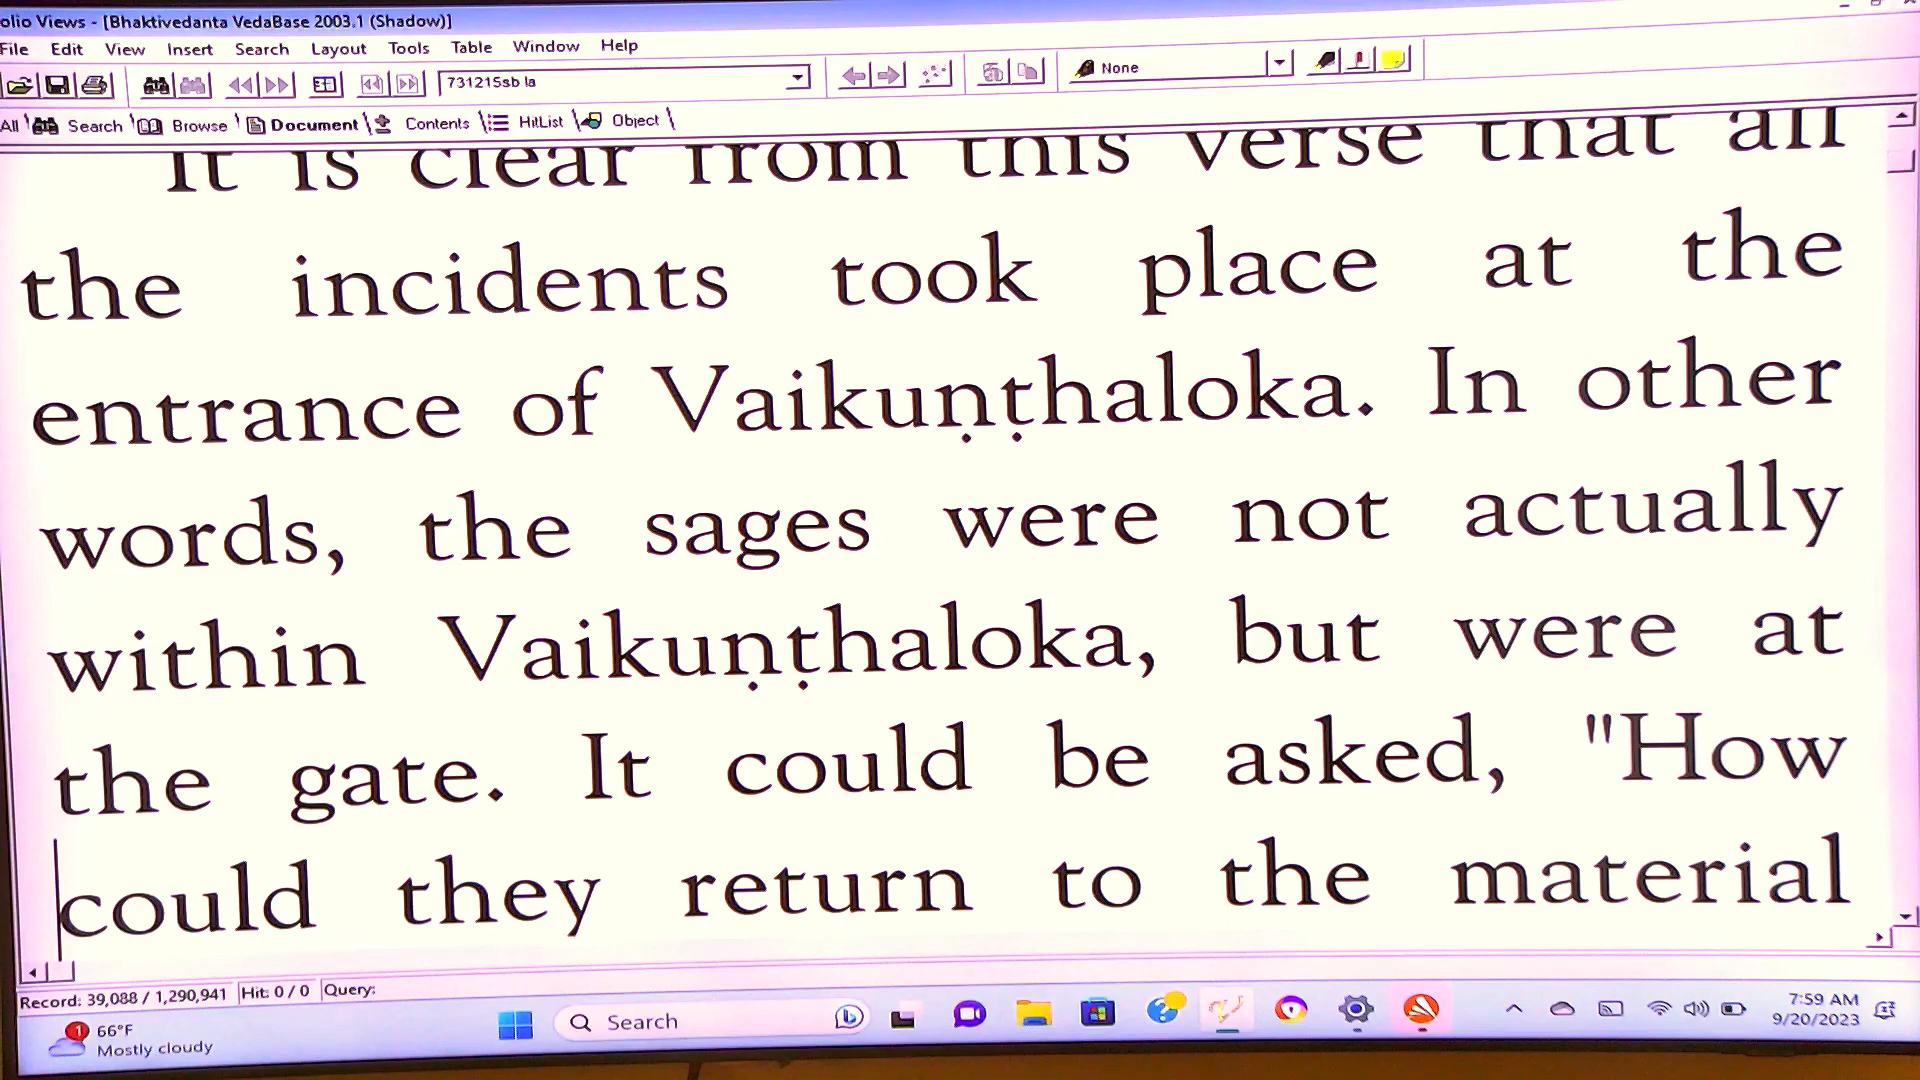 olio Views - [Bhaktivedanta VedaBase 2003.1 (Shadow)]
File Edit View Insert Search Layout Tools Table Window Help
731215sb la
None
All Search Browse Document Contents HitList Object
It is clear from this verse that all
the incidents took place at the
entrance of Vaikuṇṭhaloka. In other
words, the sages were not actually
within Vaikuṇṭhaloka, but were at
the gate. It could be asked, "How
could they return to the material
Record: 39,088 / 1,290,941 Hit: 0 / 0 Query:
1
66°F
Mostly cloudy
Search
7:59 AM
9/20/2023